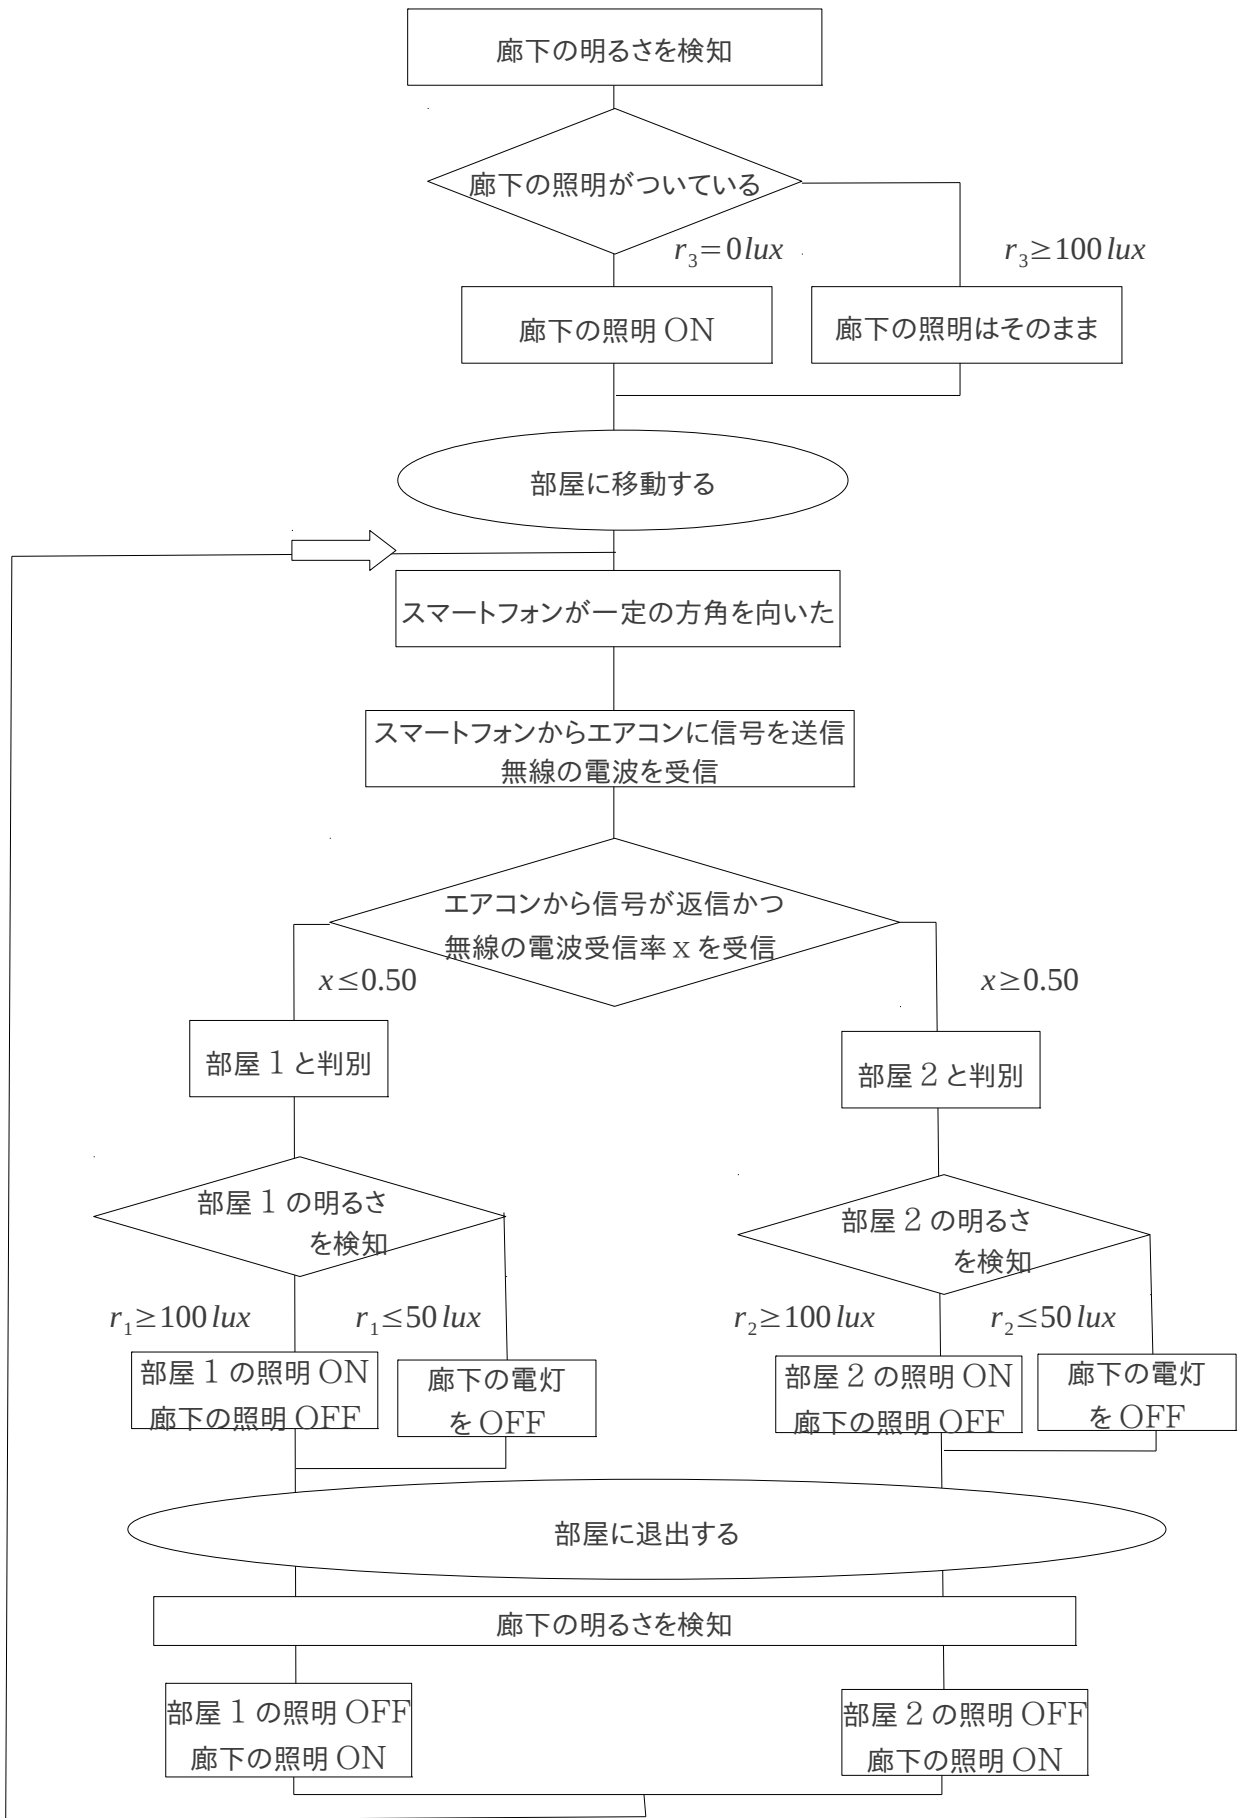 廊下の明るさを検知
廊下の照明がついている
r₃=0lux
r₃≥100lux
廊下の照明 ON
廊下の照明はそのまま
部屋に移動する
スマートフォンが一定の方角を向いた
スマートフォンからエアコンに信号を送信
無線の電波を受信
エアコンから信号が返信かつ
無線の電波受信率 x を受信
x≤0.50
x≥0.50
部屋 1 と判別
部屋 2 と判別
部屋 1 の明るさ
を検知
部屋 2 の明るさ
を検知
r₁≥100lux
r₁≤50lux
r₂≥100lux
r₂≤50lux
部屋 1 の照明 ON
廊下の照明 OFF
廊下の電灯
を OFF
部屋 2 の照明 ON
廊下の照明 OFF
廊下の電灯
を OFF
部屋に退出する
廊下の明るさを検知
部屋 1 の照明 OFF
廊下の照明 ON
部屋 2 の照明 OFF
廊下の照明 ON